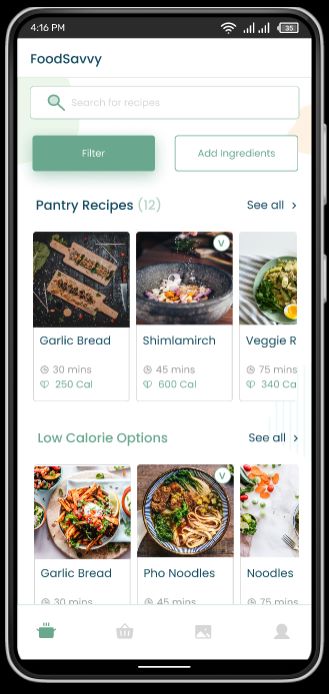 4:16 PM
35
FoodSavvy
Search for recipes
Filter
Add Ingredients
Pantry Recipes (12)
See all >
V
Garlic Bread
Shimlamirch
Veggie R
30 mins
45 mins
75 mins
250 Cal
600 Cal
340 Ca
Low Calorie Options
See all >
V
Garlic Bread
Pho Noodles
Noodles
30 mins
45 mins
75 mins